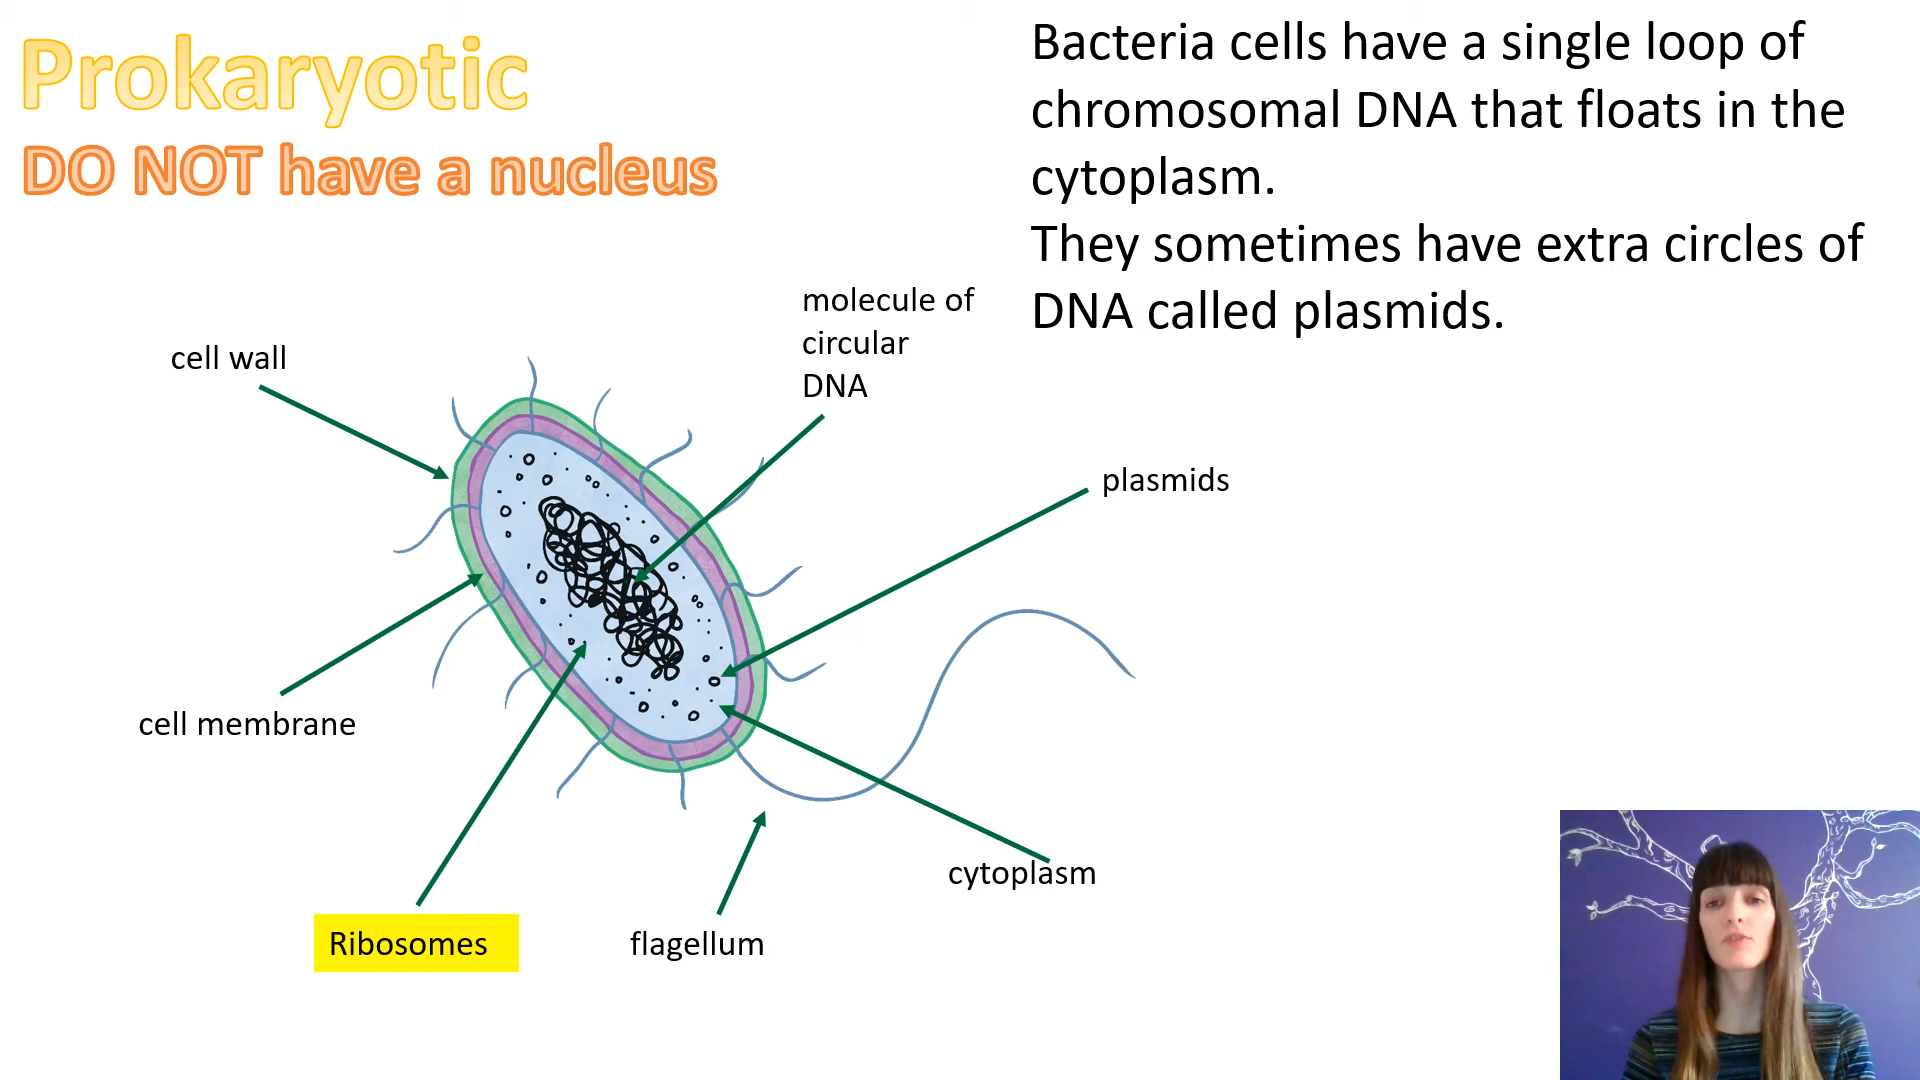 Prokaryotic
DO NOT have a nucleus
Bacteria cells have a single loop of
chromosomal DNA that floats in the
cytoplasm.
They sometimes have extra circles of
DNA called plasmids.
molecule of
circular
DNA
cell wall
plasmids
cell membrane
cytoplasm
Ribosomes
flagellum